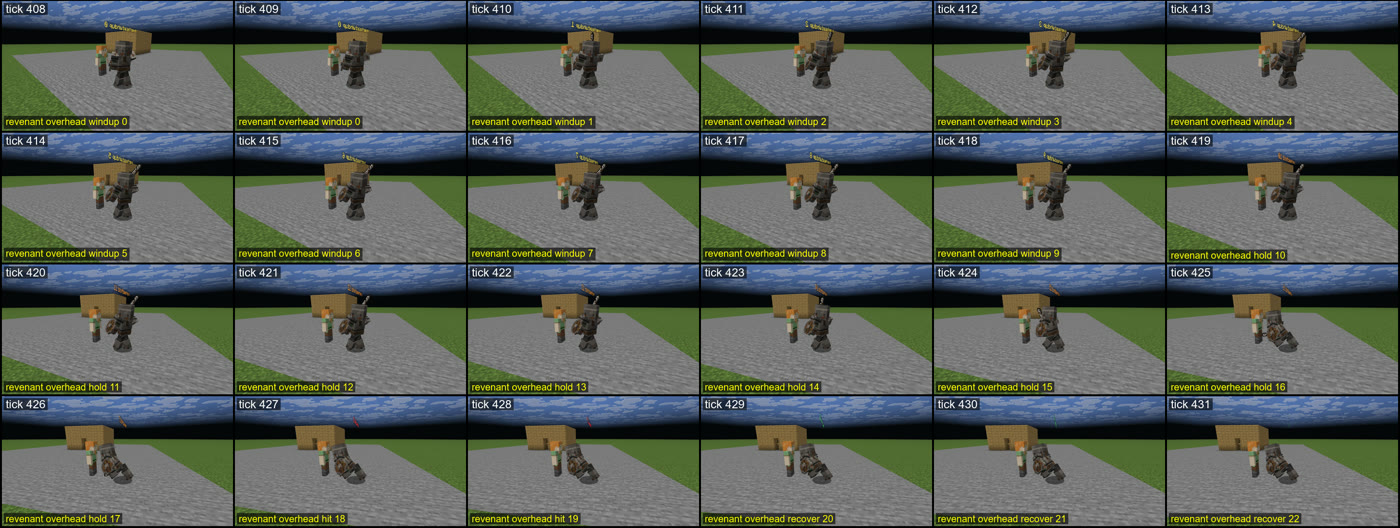 tick 408
tick 409
tick 410
tick 411
tick 412
tick 413
revenant overhead windup 0
revenant overhead windup 0
revenant overhead windup 1
revenant overhead windup 2
revenant overhead windup 3
revenant overhead windup 4
tick 414
tick 415
tick 416
tick 417
tick 418
tick 419
revenant overhead windup 5
revenant overhead windup 6
revenant overhead windup 7
revenant overhead windup 8
revenant overhead windup 9
revenant overhead hold 10
tick 420
tick 421
tick 422
tick 423
tick 424
tick 425
revenant overhead hold 11
revenant overhead hold 12
revenant overhead hold 13
revenant overhead hold 14
revenant overhead hold 15
revenant overhead hold 16
tick 426
tick 427
tick 428
tick 429
tick 430
tick 431
revenant overhead hold 17
revenant overhead hit 18
revenant overhead hit 19
revenant overhead recover 20
revenant overhead recover 21
revenant overhead recover 22